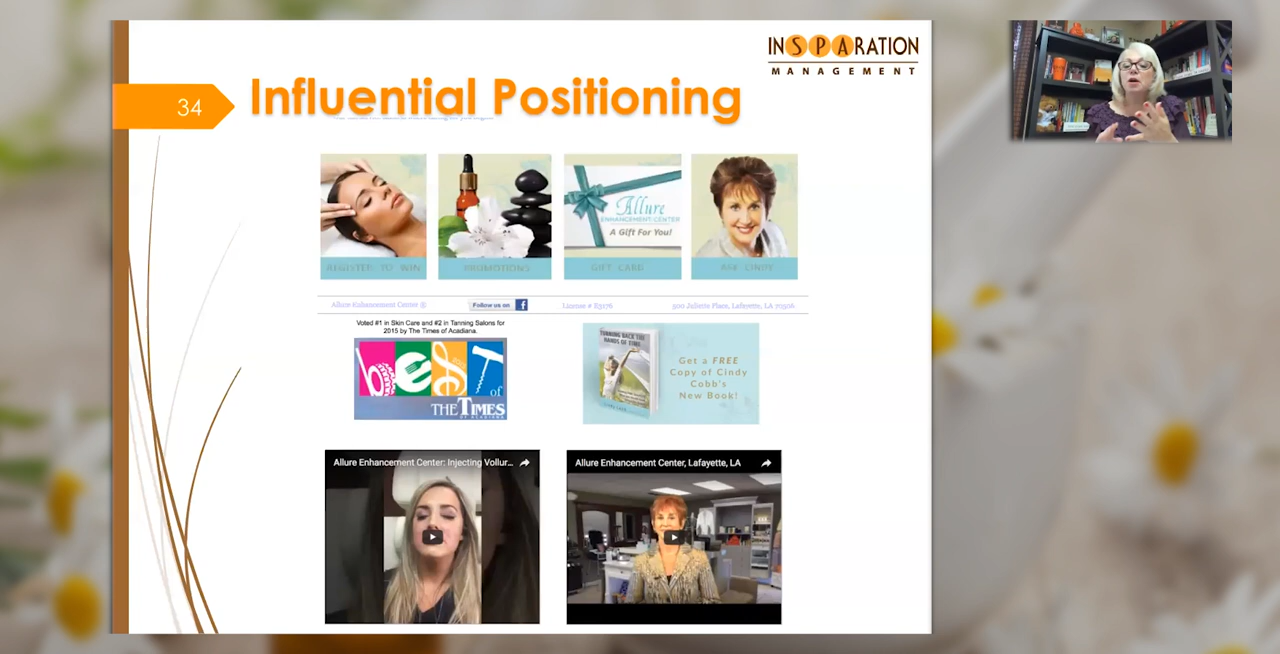 INSPARATION
MANAGEMENT
34
Influential Positioning
REGISTER TO WIN
PROMOTIONS
Allure
ENHANCEMENT CENTER
A Gift For You!
GIFT CARD
ASK CINDY
Allure Enhancement Center ®
Follow us on f
License # E3176
500 Juliette Place, Lafayette, LA 70506
Voted #1 in Skin Care and #2 in Tanning Salons for
2015 by The Times of Acadiana.
best
of
THE TIMES
OF ACADIANA
TURNING BACK THE
HANDS OF TIME
Get a FREE
Copy of Cindy
Cobb's
New Book!
Allure Enhancement Center: Injecting Vollur...
Allure Enhancement Center, Lafayette, LA